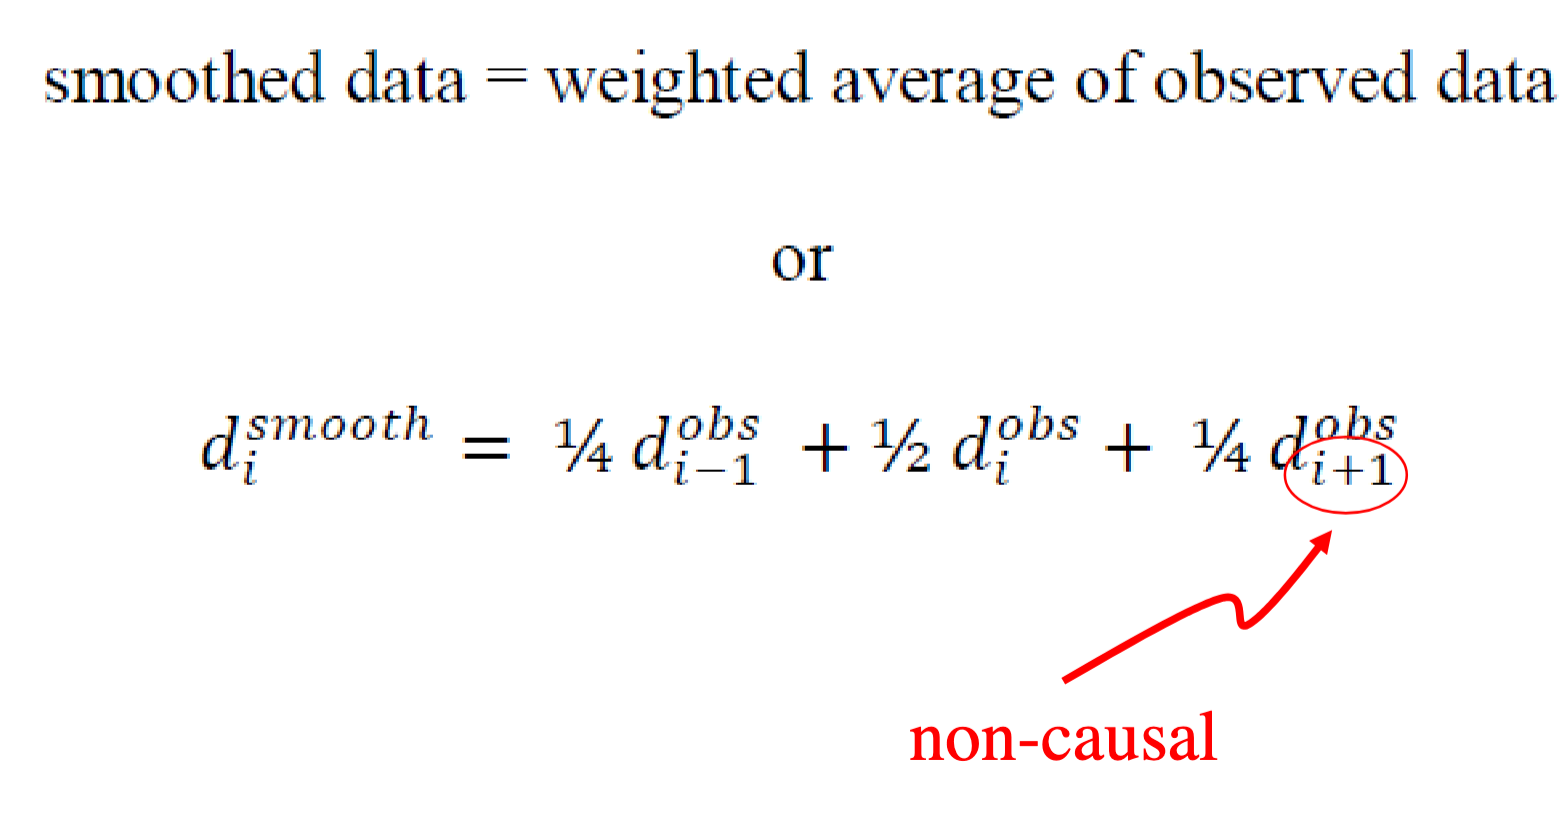 smoothed data = weighted average of observed data
or
d_i^{smooth} = ¼ d_{i−1}^{obs} + ½ d_i^{obs} + ¼ d_{i+1}^{obs}
non-causal